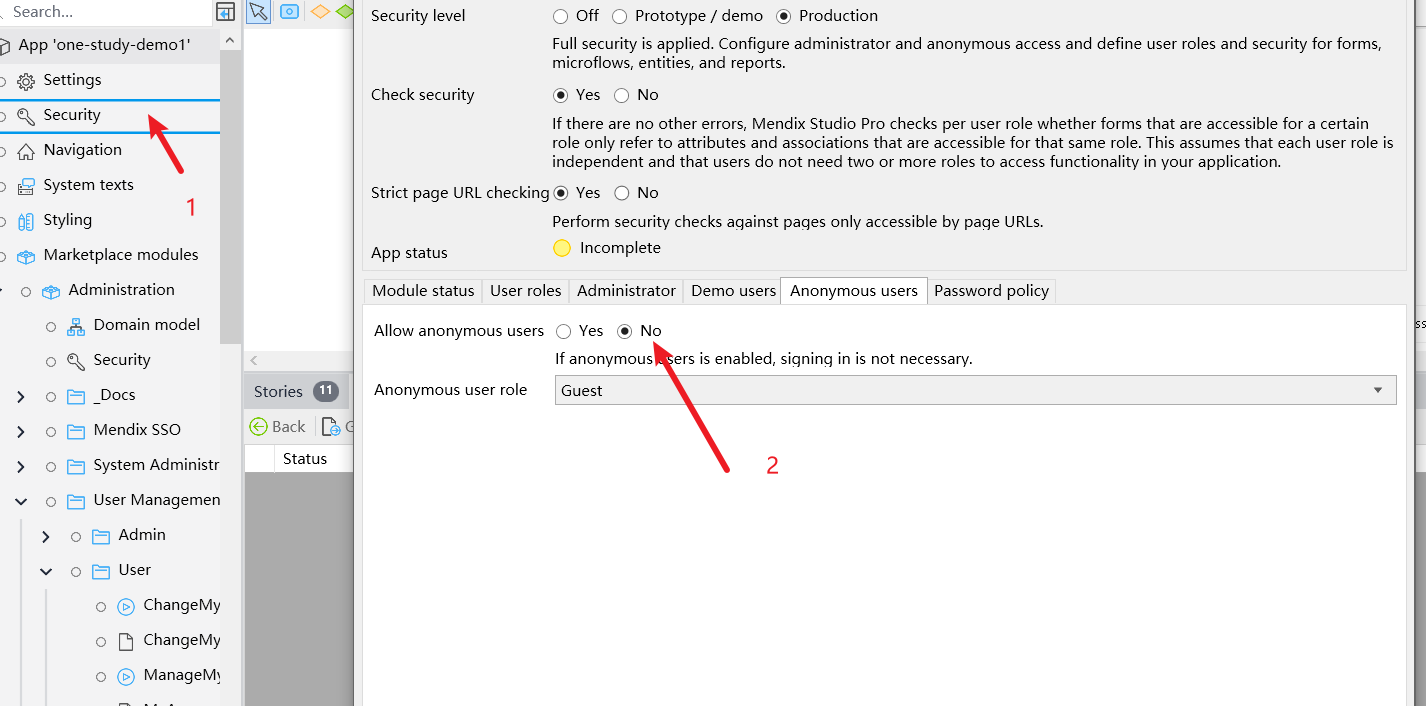 Search...
App 'one-study-demo1'
Settings
Security
1
Navigation
System texts
Styling
Marketplace modules
Administration
Domain model
Security
_Docs
Mendix SSO
System Administr
User Managemen
Admin
User
ChangeMy
ChangeMy
ManageMy
Stories 11
Back
Status
Security level Off Prototype / demo Production
Full security is applied. Configure administrator and anonymous access and define user roles and security for forms,
microflows, entities, and reports.
Check security Yes No
If there are no other errors, Mendix Studio Pro checks per user role whether forms that are accessible for a certain
role only refer to attributes and associations that are accessible for that same role. This assumes that each user role is
independent and that users do not need two or more roles to access functionality in your application.
Strict page URL checking Yes No
Perform security checks against pages only accessible by page URLs.
App status Incomplete
Module status User roles Administrator Demo users Anonymous users Password policy
Allow anonymous users Yes No
If anonymous users is enabled, signing in is not necessary.
Anonymous user role Guest
2